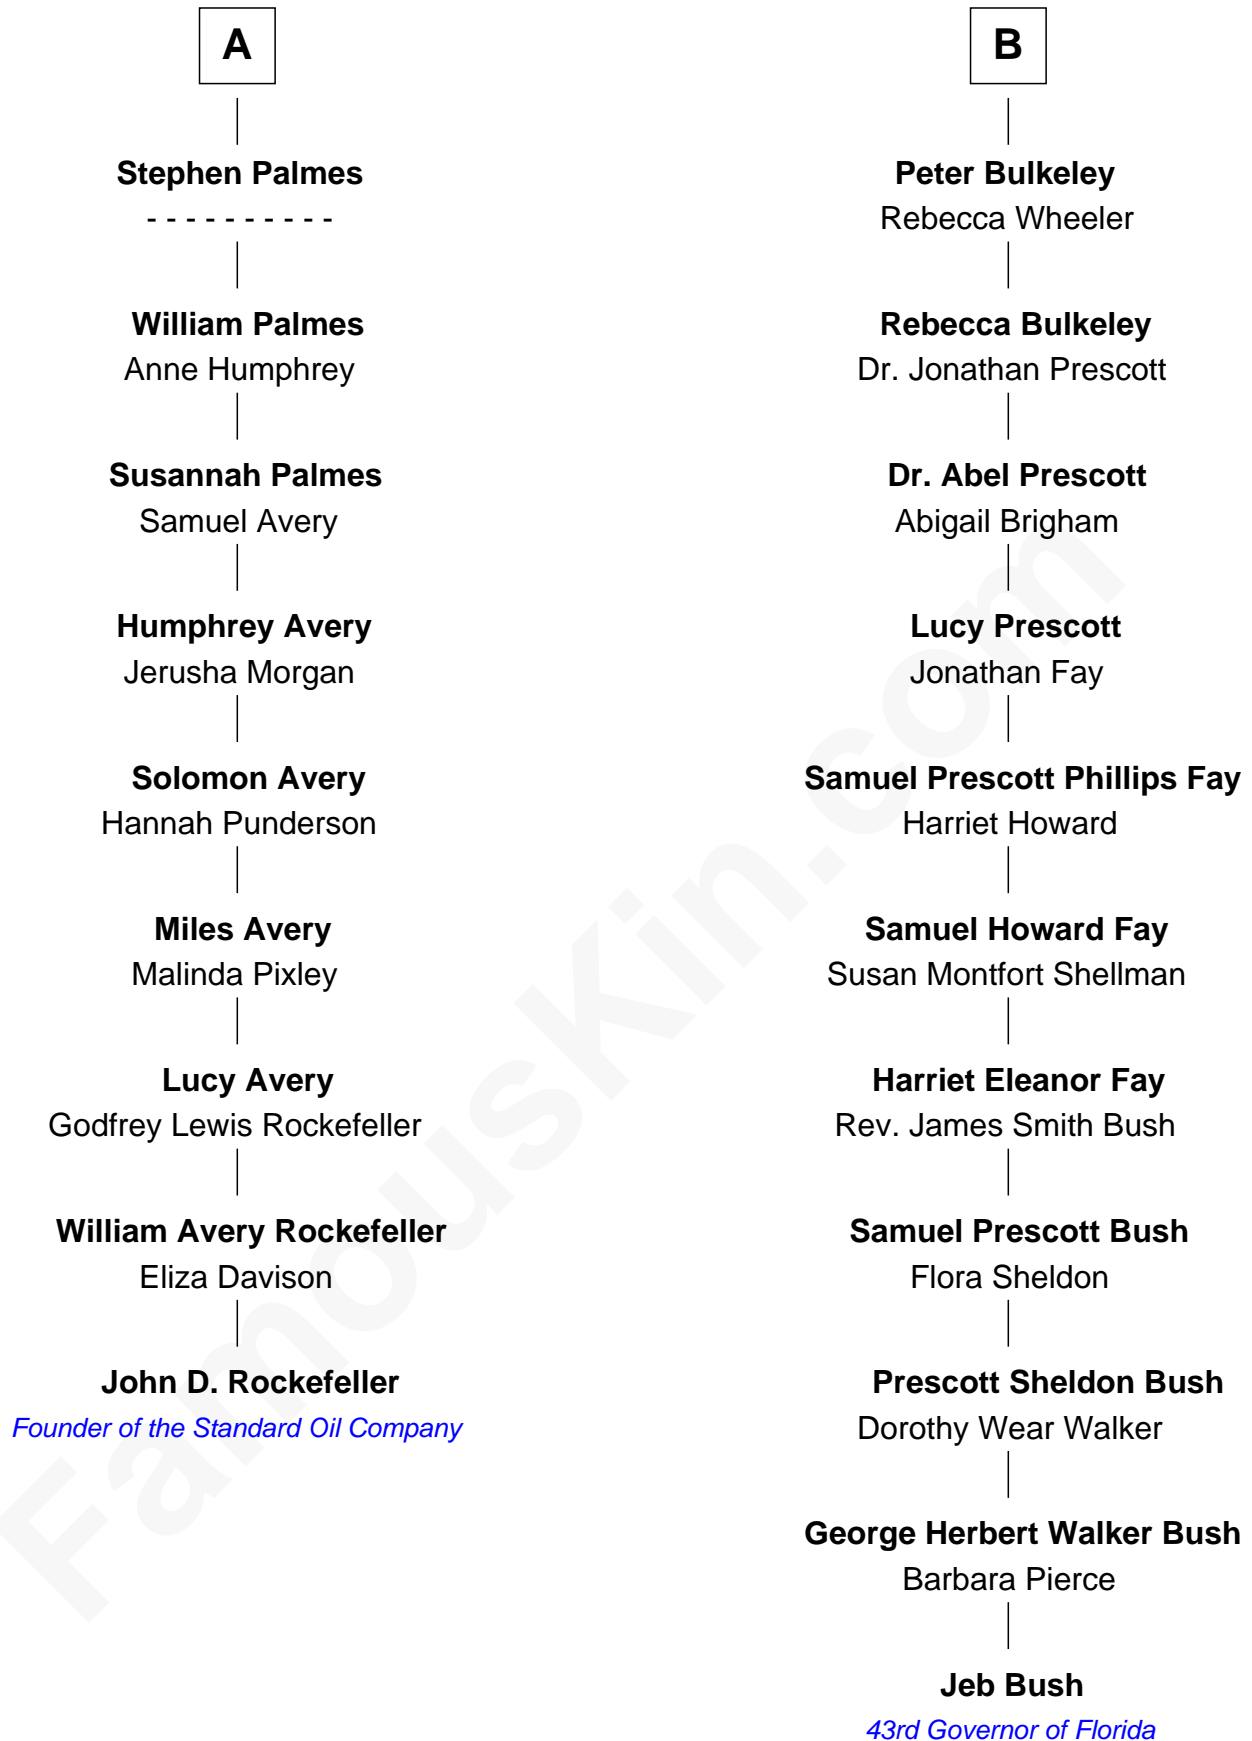 A
Stephen Palmes
- - - - - - - - - -
William Palmes
Anne Humphrey
Susannah Palmes
Samuel Avery
Humphrey Avery
Jerusha Morgan
Solomon Avery
Hannah Punderson
Miles Avery
Malinda Pixley
Lucy Avery
Godfrey Lewis Rockefeller
William Avery Rockefeller
Eliza Davison
John D. Rockefeller
Founder of the Standard Oil Company
B
Peter Bulkeley
Rebecca Wheeler
Rebecca Bulkeley
Dr. Jonathan Prescott
Dr. Abel Prescott
Abigail Brigham
Lucy Prescott
Jonathan Fay
Samuel Prescott Phillips Fay
Harriet Howard
Samuel Howard Fay
Susan Montfort Shellman
Harriet Eleanor Fay
Rev. James Smith Bush
Samuel Prescott Bush
Flora Sheldon
Prescott Sheldon Bush
Dorothy Wear Walker
George Herbert Walker Bush
Barbara Pierce
Jeb Bush
43rd Governor of Florida
FamousKin.com